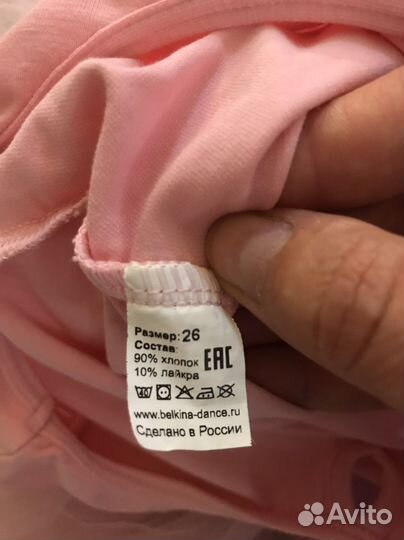 Размер: 26
Состав:
90% хлопок EAC
10% лайкра
www.belkina-dance.ru
Сделано в России
Avito